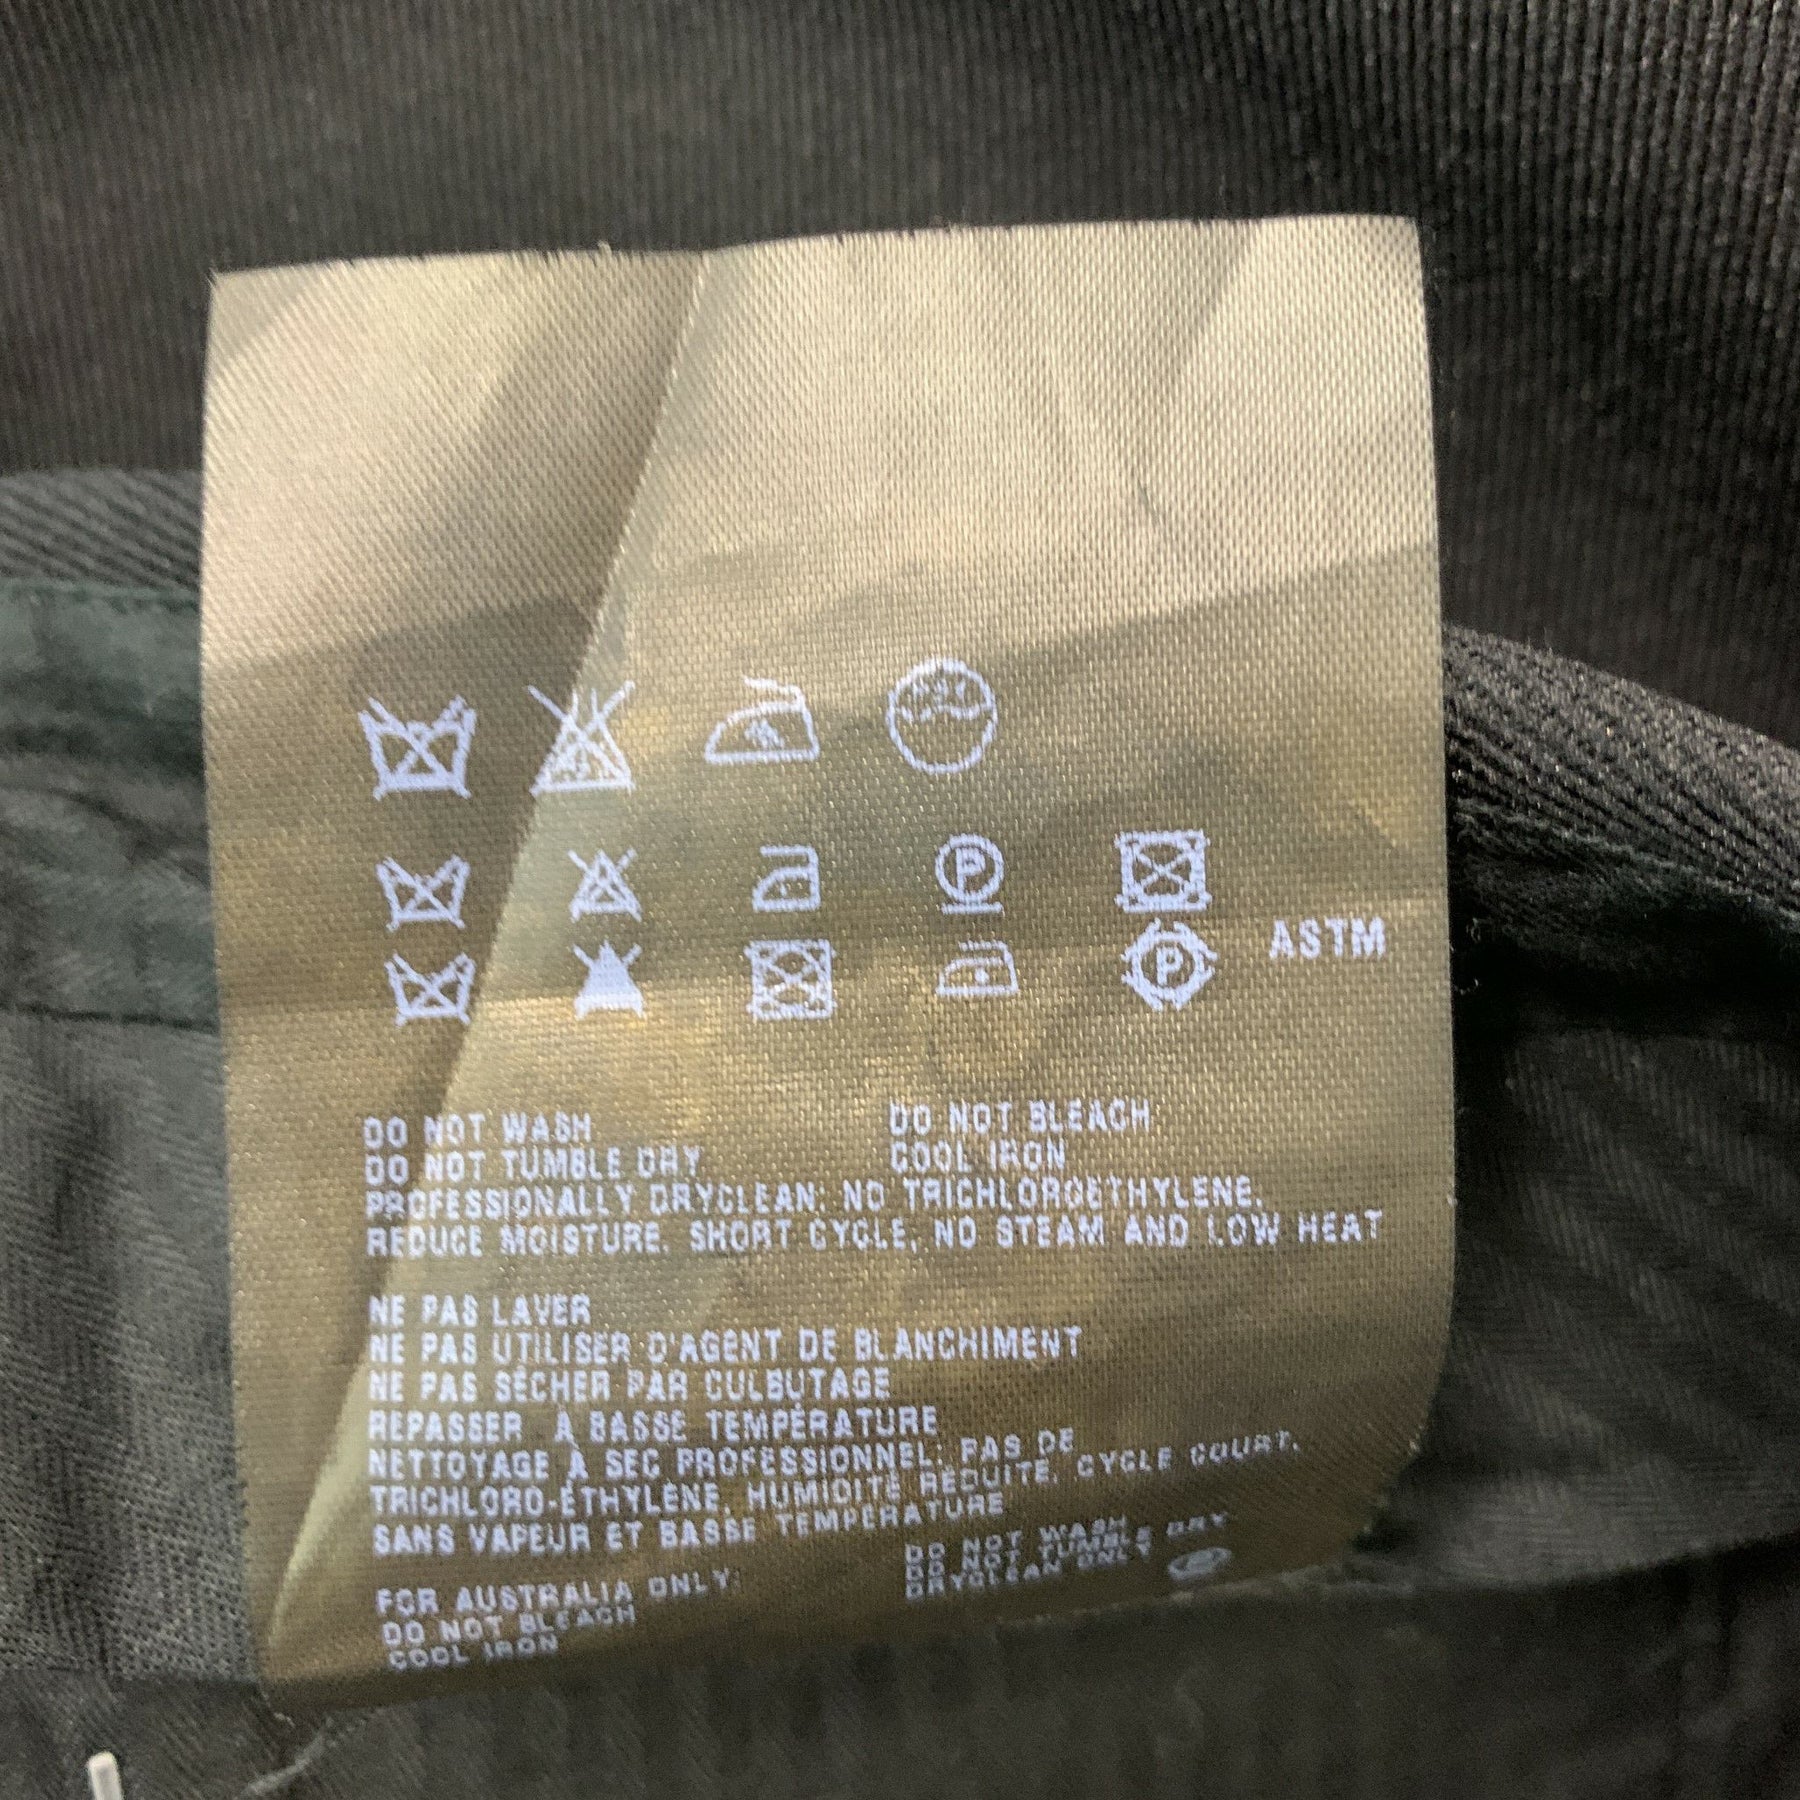 P
ASTM
P
DO NOT WASH DO NOT BLEACH
DO NOT TUMBLE DRY COOL IRON
PROFESSIONALLY DRYCLEAN: NO TRICHLOROETHYLENE,
REDUCE MOISTURE, SHORT CYCLE, NO STEAM AND LOW HEAT
NE PAS LAVER
NE PAS UTILISER D'AGENT DE BLANCHIMENT
NE PAS SÉCHER PAR CULBUTAGE
REPASSER À BASSE TEMPÉRATURE
NETTOYAGE À SEC PROFESSIONNEL: PAS DE
TRICHLORO-ÉTHYLÈNE, HUMIDITÉ RÉDUITE, CYCLE COURT,
SANS VAPEUR ET BASSE TEMPÉRATURE
FOR AUSTRALIA ONLY: DO NOT WASH
DO NOT BLEACH DO NOT TUMBLE DRY
COOL IRON DRYCLEAN ONLY